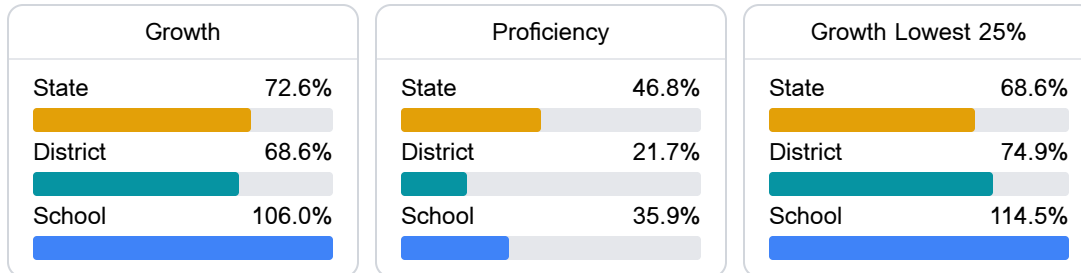 Growth
State 72.6%
District 68.6%
School 106.0%
Proficiency
State 46.8%
District 21.7%
School 35.9%
Growth Lowest 25%
State 68.6%
District 74.9%
School 114.5%